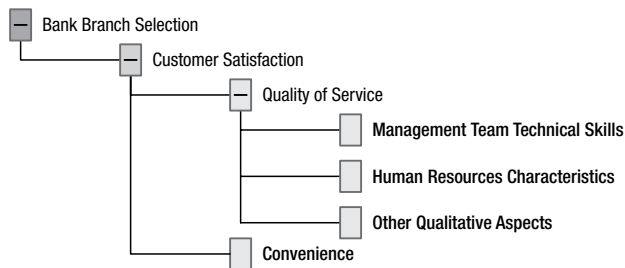 Bank Branch Selection
Customer Satisfaction
Quality of Service
Management Team Technical Skills
Human Resources Characteristics
Other Qualitative Aspects
Convenience